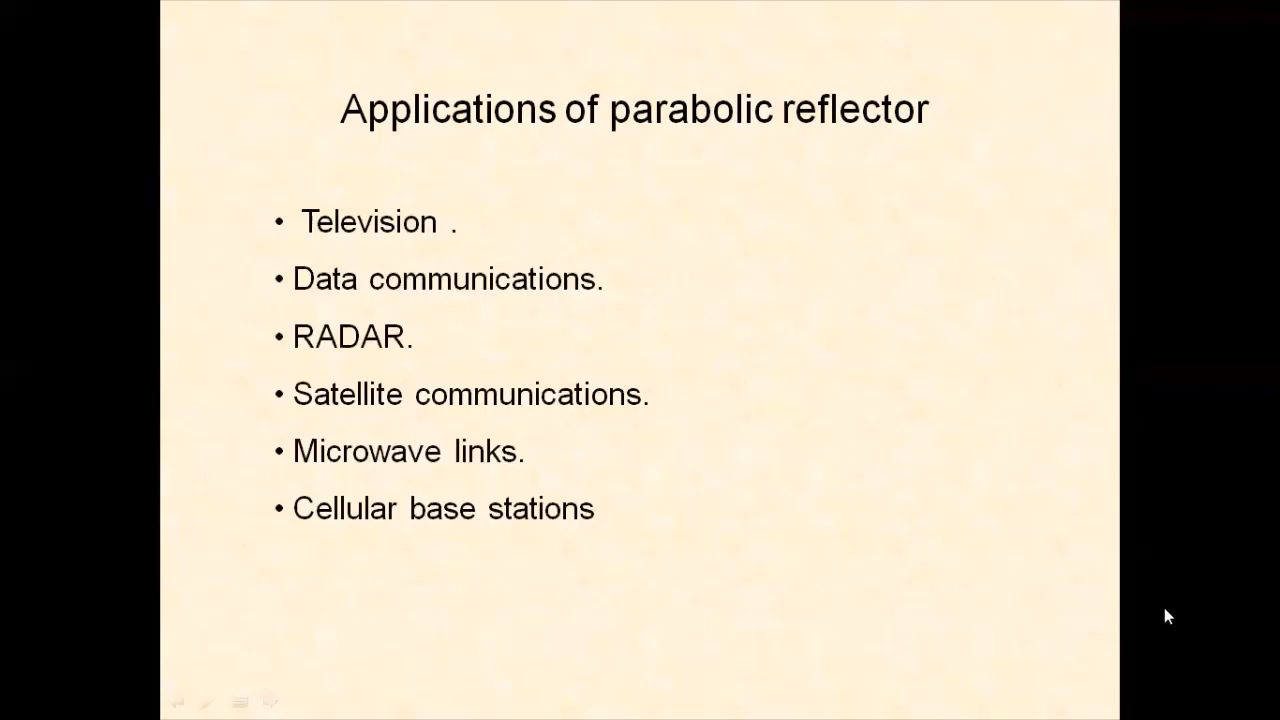 Applications of parabolic reflector
• Television .
• Data communications.
• RADAR.
• Satellite communications.
• Microwave links.
• Cellular base stations